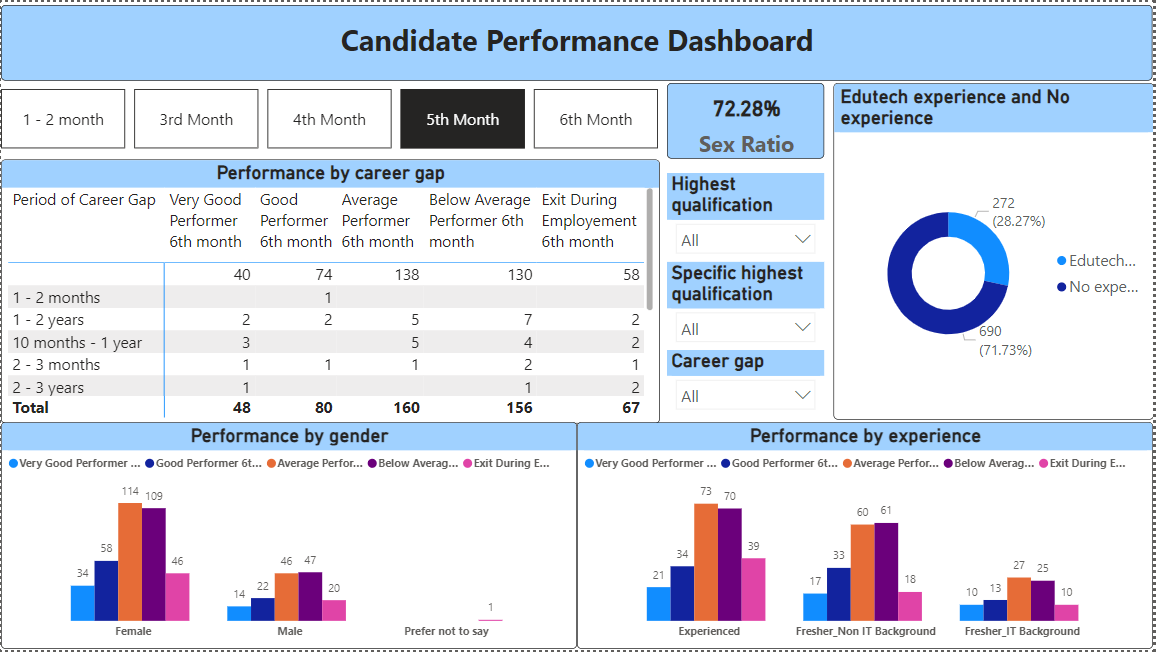 Candidate Performance Dashboard
1 - 2 month
3rd Month
4th Month
5th Month
6th Month
72.28%
Sex Ratio
Edutech experience and No
experience
Performance by career gap
Period of Career Gap Very Good Good Average Below Average Exit During
Performer Performer Performer Performer 6th Employement
6th month 6th month 6th month month 6th month
40 74 138 130 58
1 - 2 months 1
1 - 2 years 2 2 5 7 2
10 months - 1 year 3 5 4 2
2 - 3 months 1 1 1 2 1
2 - 3 years 1 1 2
Total 48 80 160 156 67
Highest
qualification
All
Specific highest
qualification
All
Career gap
All
272
(28.27%)
690
(71.73%)
Edutech...
No expe...
Performance by gender
Very Good Performer ... Good Performer 6t... Average Perfor... Below Averag... Exit During E...
34 58 114 109 46
14 22 46 47 20
1
Female Male Prefer not to say
Performance by experience
Very Good Performer ... Good Performer 6t... Average Perfor... Below Averag... Exit During E...
21 34 73 70 39
17 33 60 61 18
10 13 27 25 10
Experienced Fresher_Non IT Background Fresher_IT Background